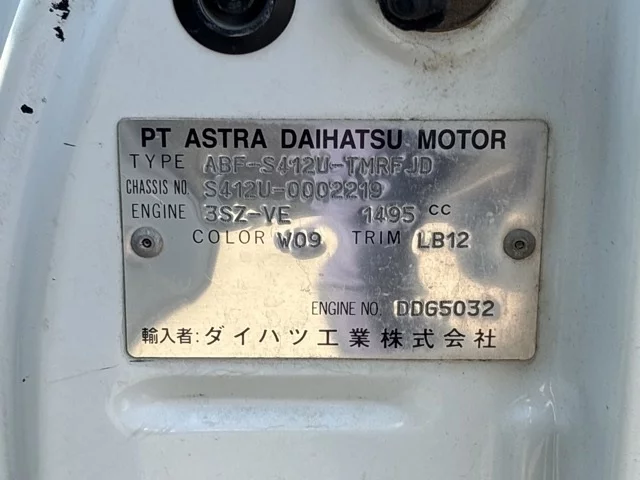 PT ASTRA DAIHATSU MOTOR
TYPE ABF-S412U-TMRFJD
CHASSIS NO. S412U-0002219
ENGINE 3SZ-VE 1495 CC
COLOR W09 TRIM LB12
ENGINE NO. DDG5032
輸入者:ダイハツ工業株式会社